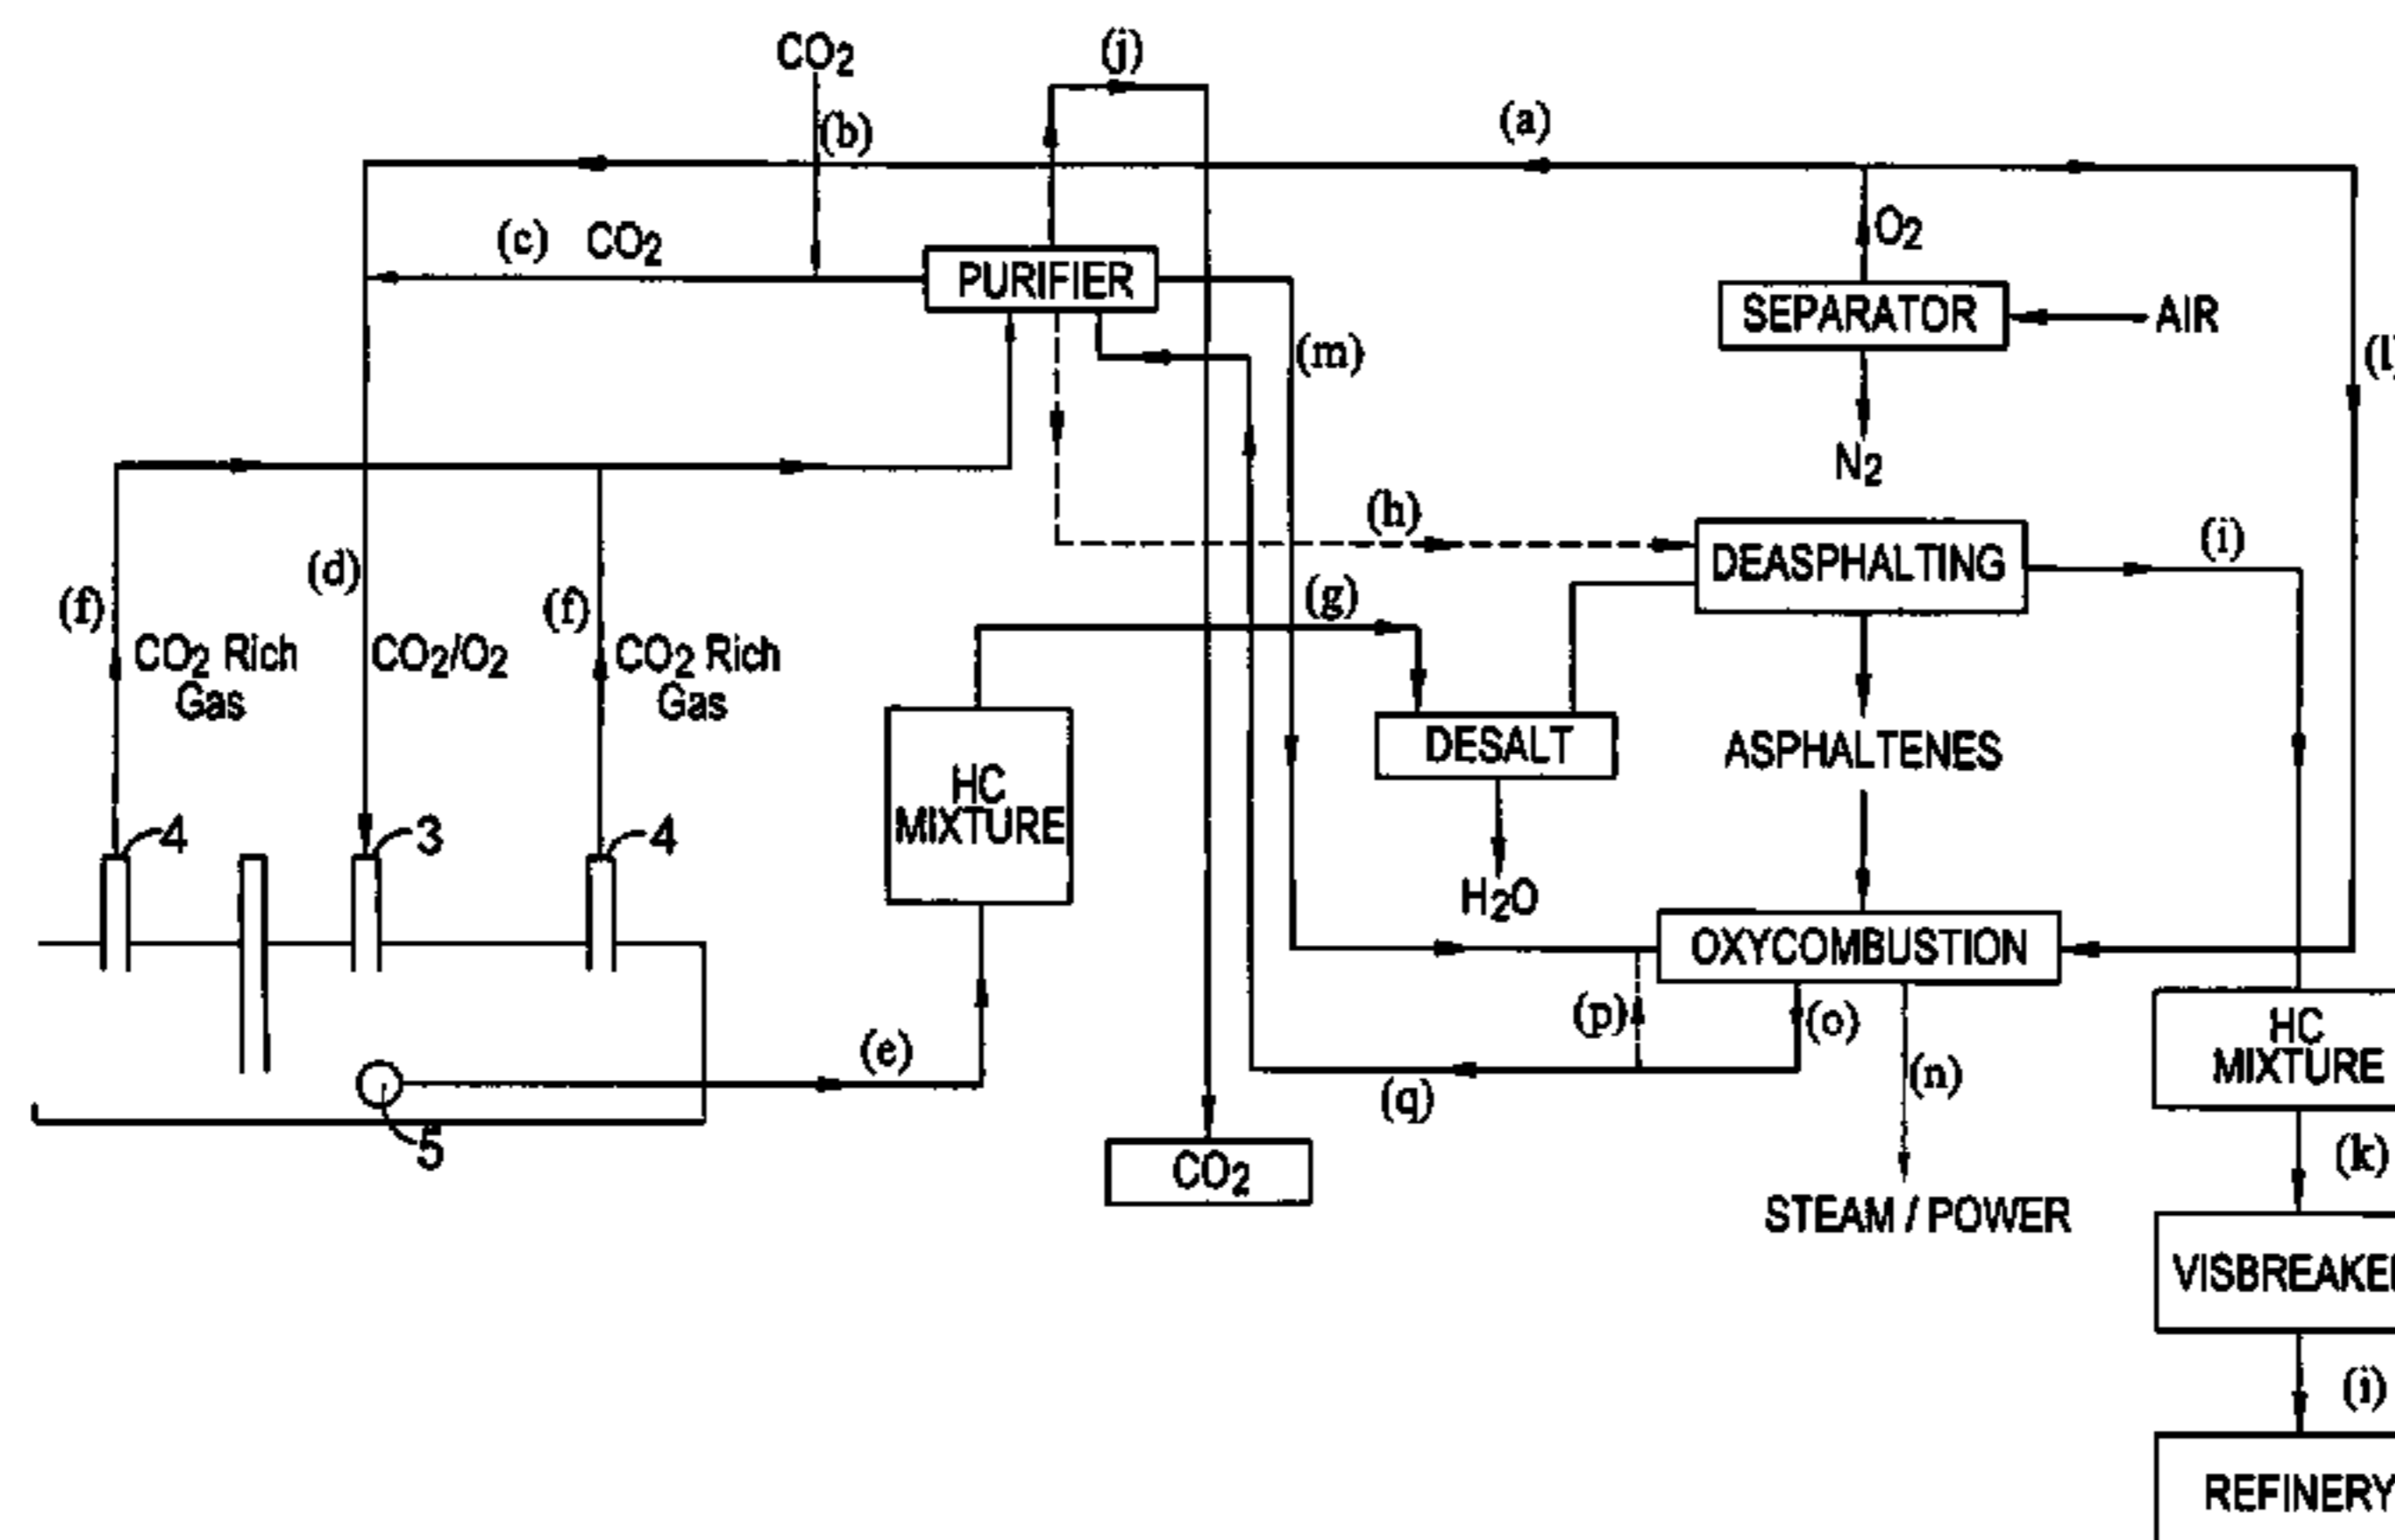 CO2
(j)
(a)
(b)
(c) CO2
O2
PURIFIER
SEPARATOR
AIR
(m)
(l)
N2
(h)
DEASPHALTING
(i)
(f)
(d)
(f)
(g)
CO2 Rich
Gas
CO2/O2
CO2 Rich
Gas
DESALT
ASPHALTENES
HC
MIXTURE
4
3
4
H2O
OXYCOMBUSTION
(p)
(o)
HC
MIXTURE
(e)
(n)
(q)
5
CO2
(k)
STEAM / POWER
VISBREAKER
(i)
REFINERY